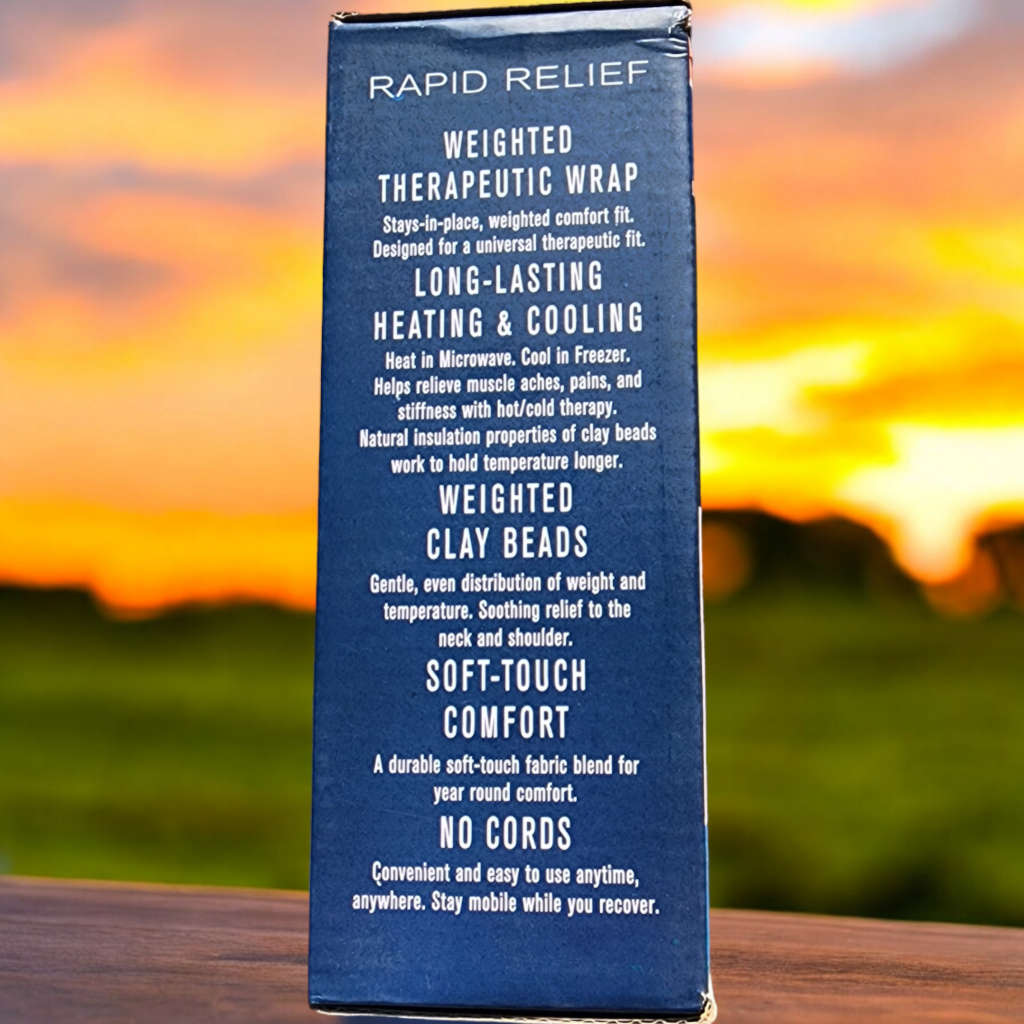 RAPID RELIEF
WEIGHTED
THERAPEUTIC WRAP
Stays-in-place, weighted comfort fit.
Designed for a universal therapeutic fit.
LONG-LASTING
HEATING & COOLING
Heat in Microwave. Cool in Freezer.
Helps relieve muscle aches, pains, and
stiffness with hot/cold therapy.
Natural insulation properties of clay beads
work to hold temperature longer.
WEIGHTED
CLAY BEADS
Gentle, even distribution of weight and
temperature. Soothing relief to the
neck and shoulder.
SOFT-TOUCH
COMFORT
A durable soft-touch fabric blend for
year round comfort.
NO CORDS
Convenient and easy to use anytime,
anywhere. Stay mobile while you recover.